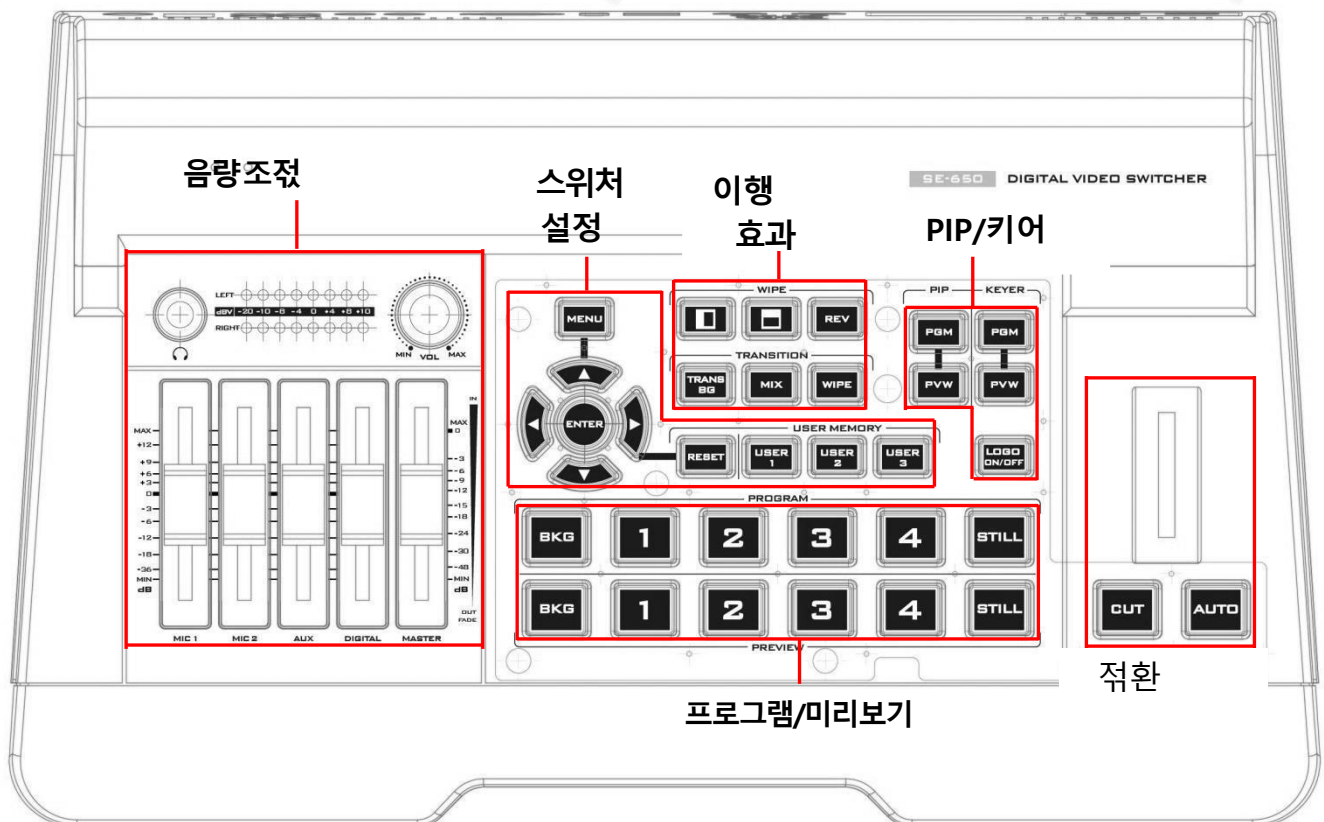 음량조젃
스위처
설정
이행
효과
PIP/키어
SE-650 DIGITAL VIDEO SWITCHER
LEFT
dBV -20 -10 -8 -4 0 +4 +8 +10
RIGHT
MIN VOL MAX
MENU
ENTER
WIPE
REV
TRANSITION
TRANS BG
MIX
WIPE
PIP KEYER
PGM PGM
PVW PVW
LOGO ON/OFF
USER MEMORY
RESET
USER 1
USER 2
USER 3
MAX
+12
+9
+6
+3
0
-3
-6
-12
-18
-36
MIN
dB
IN
MAX
0
-3
-6
-9
-12
-15
-18
-24
-30
-48
MIN
dB
OUT
FADE
MIC 1 MIC 2 AUX DIGITAL MASTER
PROGRAM
BKG 1 2 3 4 STILL
BKG 1 2 3 4 STILL
PREVIEW
CUT AUTO
젂환
프로그램/미리보기